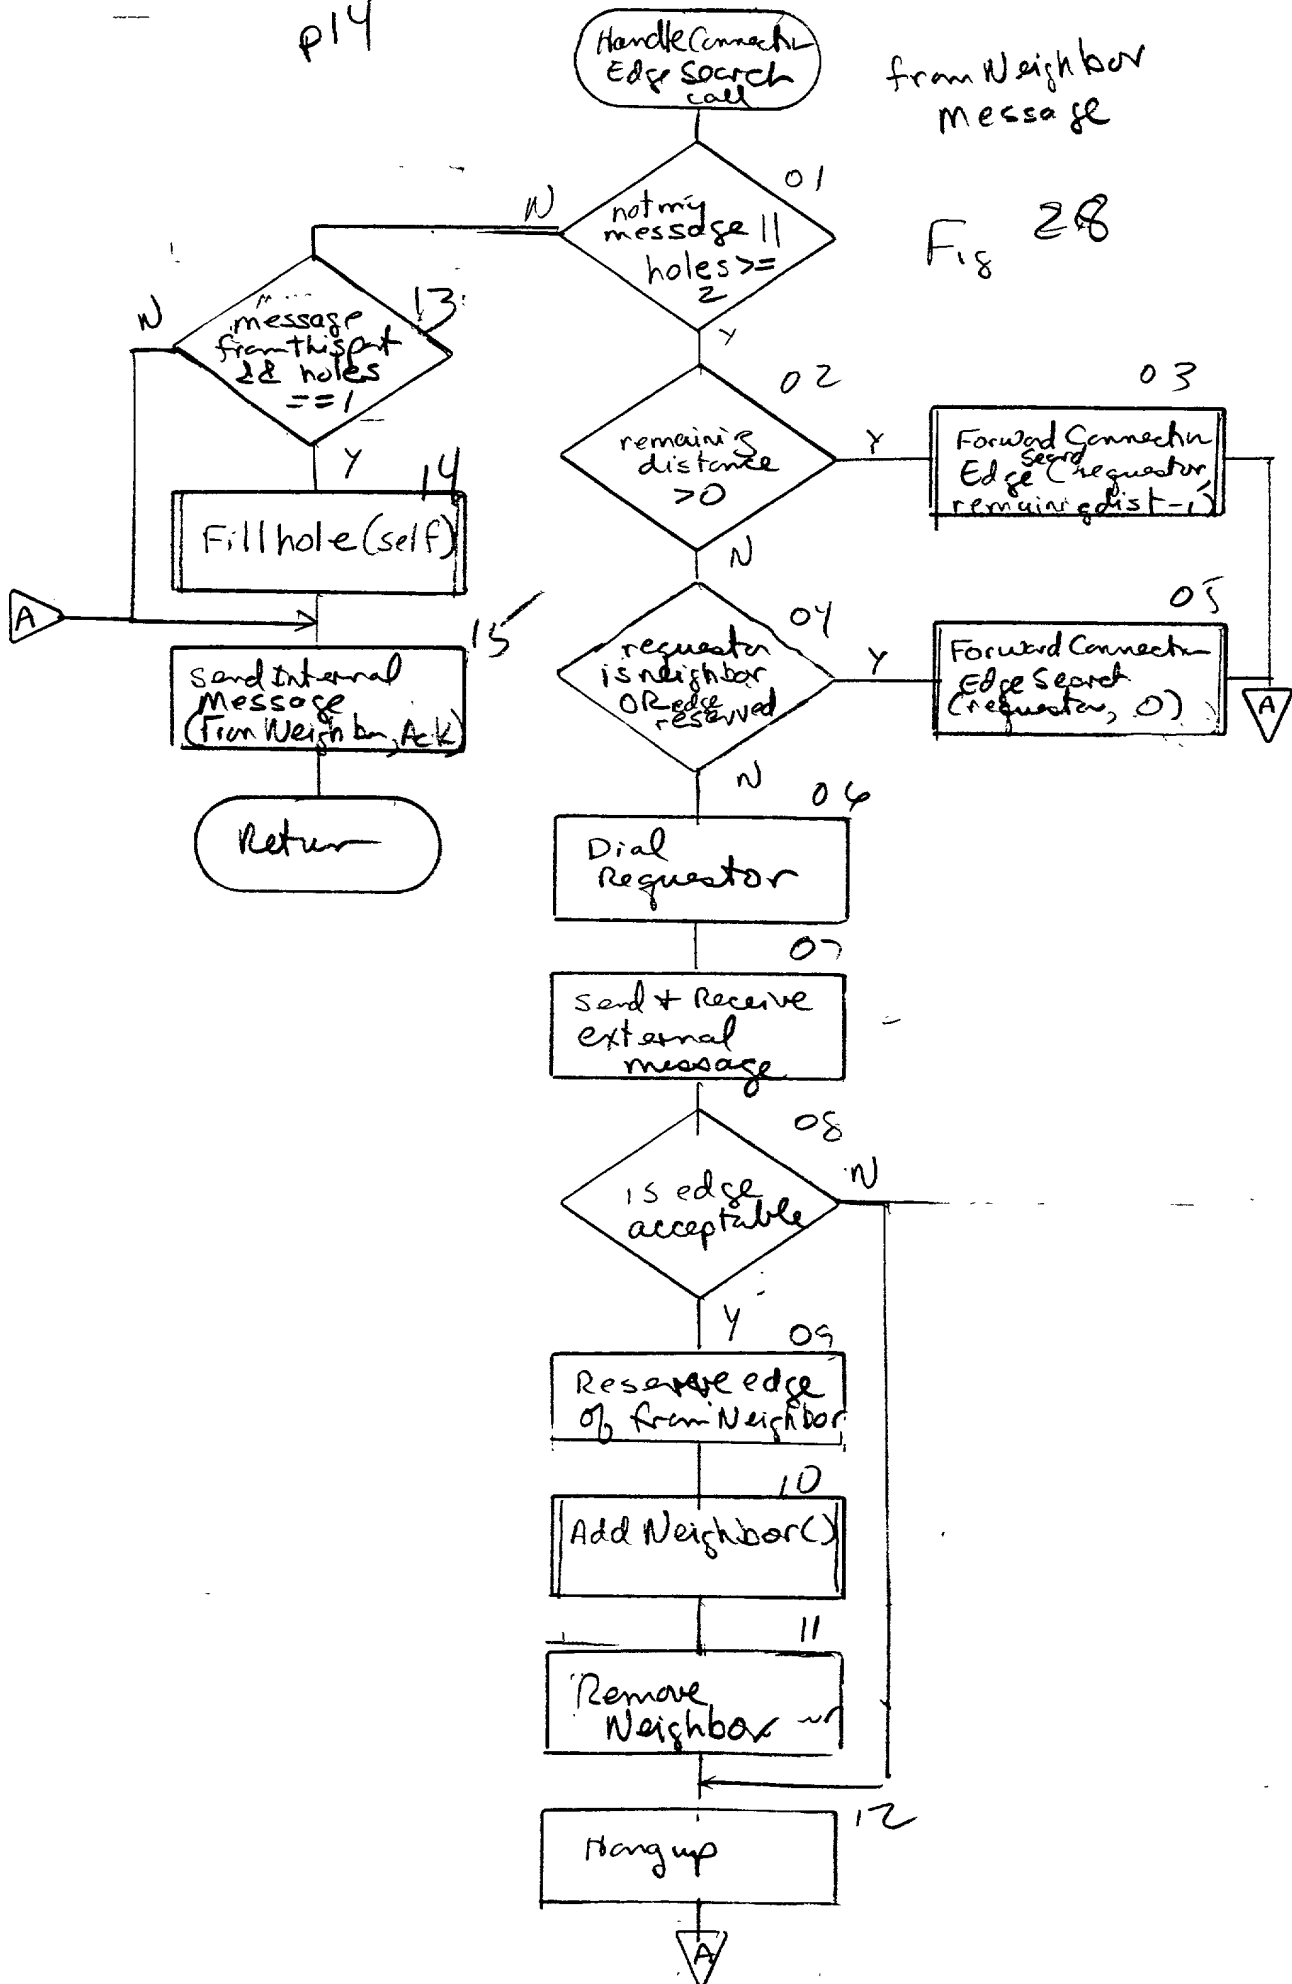 p14
Handle Connectin
Edge Search
call
from Neighbor
message
Fig 28
01
not my
message ||
holes >=
2
N
Y
13
message
from this port
&& holes
== 1
N
Y
02
remaining
distance
>0
Y
N
03
Forward Connectin
Edge Search (requestor,
remaining dist -1)
14
Fill hole (self)
A
15
Send Internal
Message
(From Neighbor, Ack)
Return
04
requestor
is neighbor
OR edge
reserved
Y
N
05
Forward Connectin
Edge Search
(requestor, 0)
A
06
Dial
Requestor
07
Send + Receive
external
message
08
is edge
acceptable
N
Y
09
Reserve edge
of from Neighbor
10
Add Neighbor()
11
Remove
Neighbor
12
Hang up
A